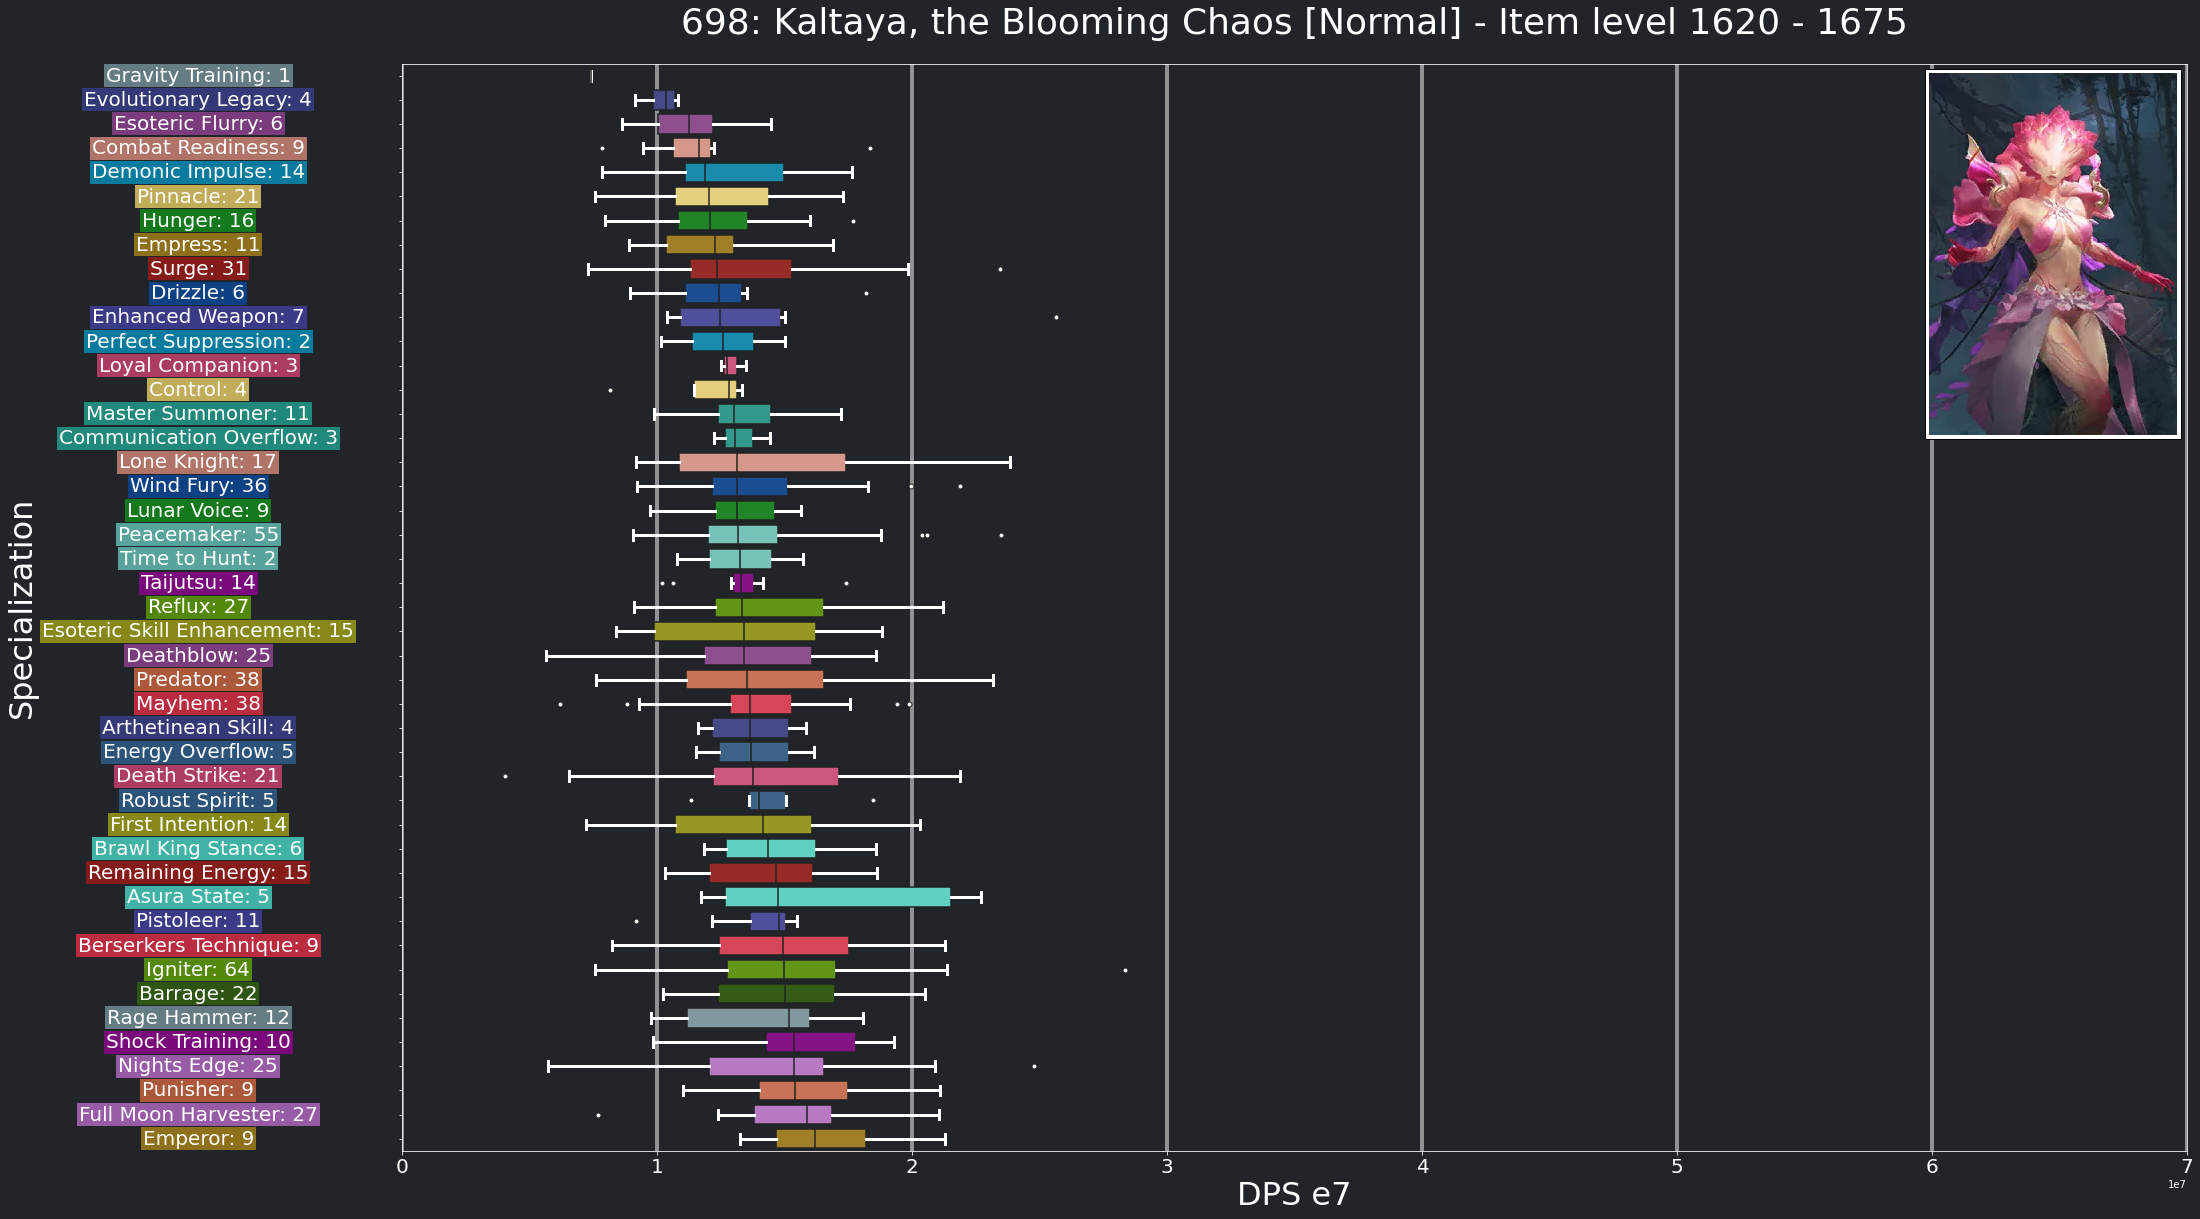 698: Kaltaya, the Blooming Chaos [Normal] - Item level 1620 - 1675
Specialization
Gravity Training: 1
Evolutionary Legacy: 4
Esoteric Flurry: 6
Combat Readiness: 9
Demonic Impulse: 14
Pinnacle: 21
Hunger: 16
Empress: 11
Surge: 31
Drizzle: 6
Enhanced Weapon: 7
Perfect Suppression: 2
Loyal Companion: 3
Control: 4
Master Summoner: 11
Communication Overflow: 3
Lone Knight: 17
Wind Fury: 36
Lunar Voice: 9
Peacemaker: 55
Time to Hunt: 2
Taijutsu: 14
Reflux: 27
Esoteric Skill Enhancement: 15
Deathblow: 25
Predator: 38
Mayhem: 38
Arthetinean Skill: 4
Energy Overflow: 5
Death Strike: 21
Robust Spirit: 5
First Intention: 14
Brawl King Stance: 6
Remaining Energy: 15
Asura State: 5
Pistoleer: 11
Berserkers Technique: 9
Igniter: 64
Barrage: 22
Rage Hammer: 12
Shock Training: 10
Nights Edge: 25
Punisher: 9
Full Moon Harvester: 27
Emperor: 9
0 1 2 3 4 5 6 7
1e7
DPS e7